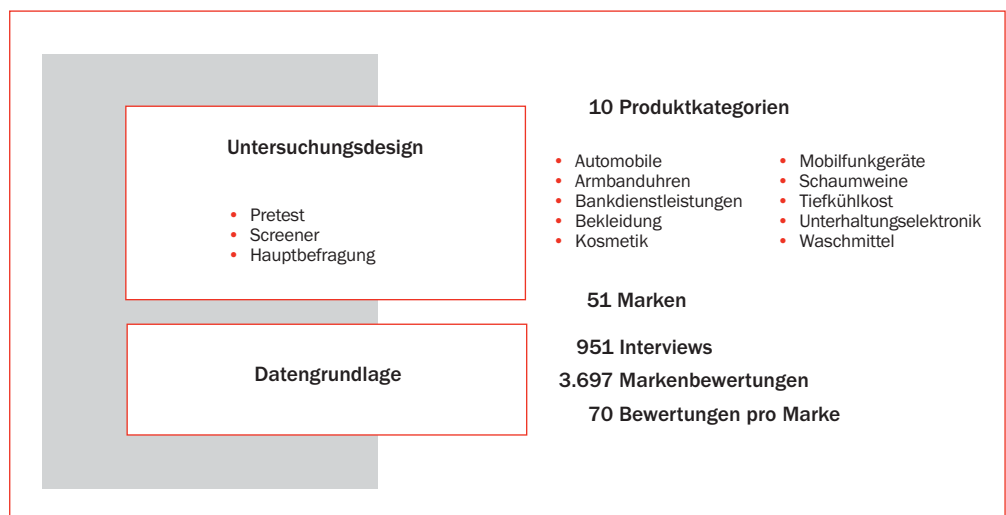 Untersuchungsdesign
• Pretest
• Screener
• Hauptbefragung
10 Produktkategorien
• Automobile
• Armbanduhren
• Bankdienstleistungen
• Bekleidung
• Kosmetik
• Mobilfunkgeräte
• Schaumweine
• Tiefkühlkost
• Unterhaltungselektronik
• Waschmittel
51 Marken
Datengrundlage
951 Interviews
3.697 Markenbewertungen
70 Bewertungen pro Marke